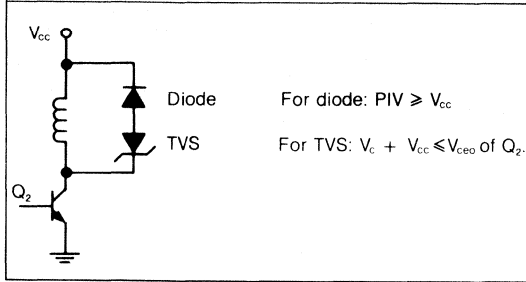 Vcc
Diode
For diode: PIV ⩾ Vcc
TVS
For TVS: Vc + Vcc ⩽ Vceo of Q2.
Q2